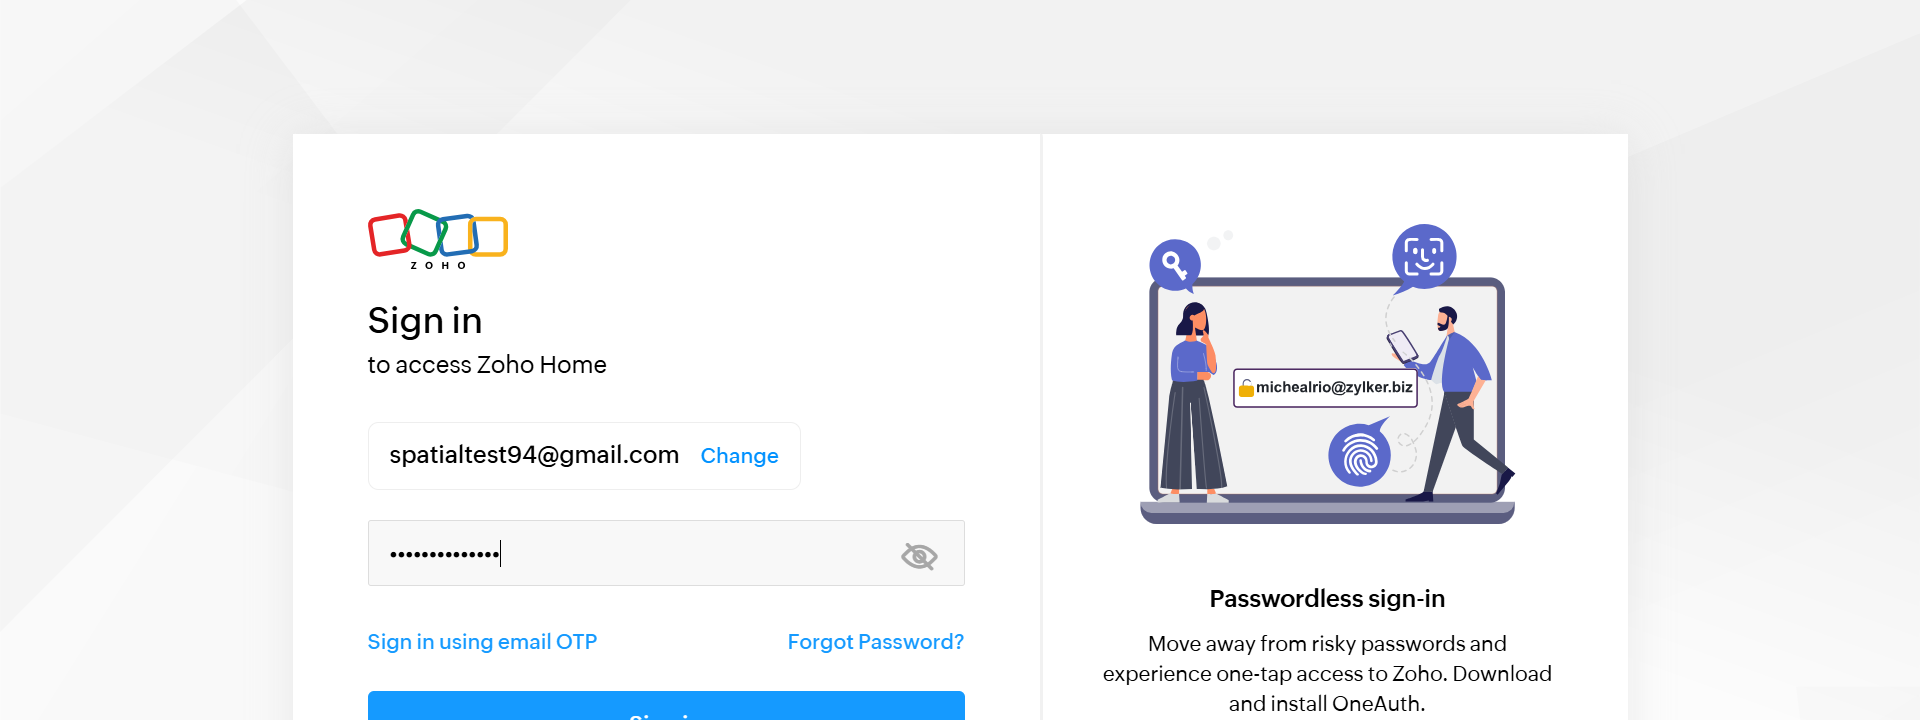 ZOHO
Sign in
to access Zoho Home
spatialtest94@gmail.com Change
••••••••••••••
Sign in using email OTP Forgot Password?
michealrio@zylker.biz
Passwordless sign-in
Move away from risky passwords and
experience one-tap access to Zoho. Download
and install OneAuth.